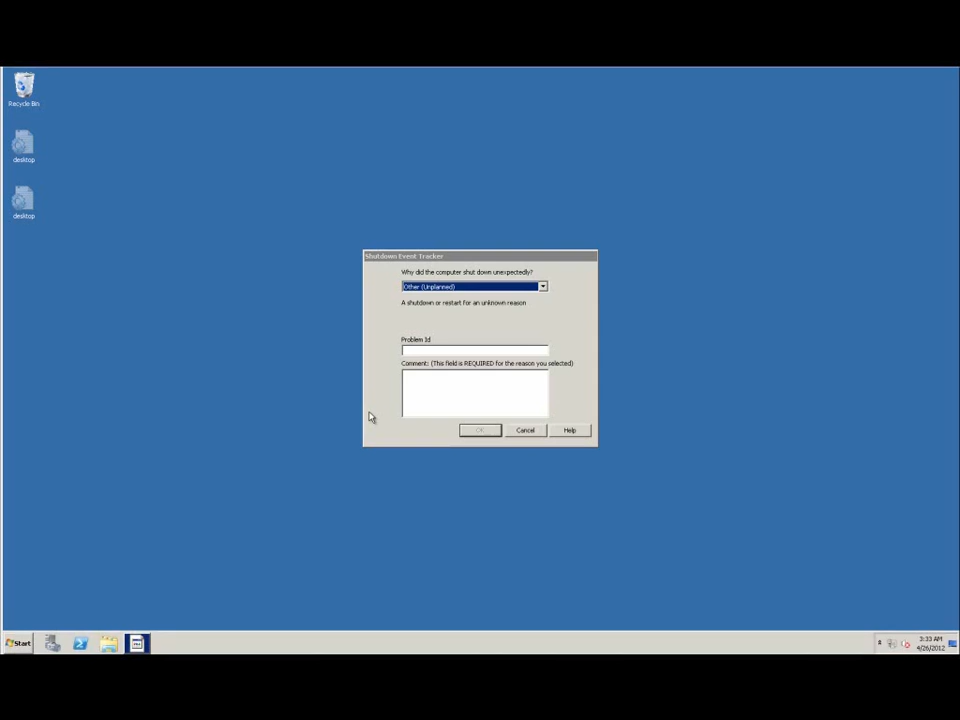 Recycle Bin
desktop
desktop
Shutdown Event Tracker
Why did the computer shut down unexpectedly?
Other (Unplanned)
A shutdown or restart for an unknown reason
Problem Id
Comment: (This field is REQUIRED for the reason you selected)
OK
Cancel
Help
Start
3:33 AM
4/26/2012